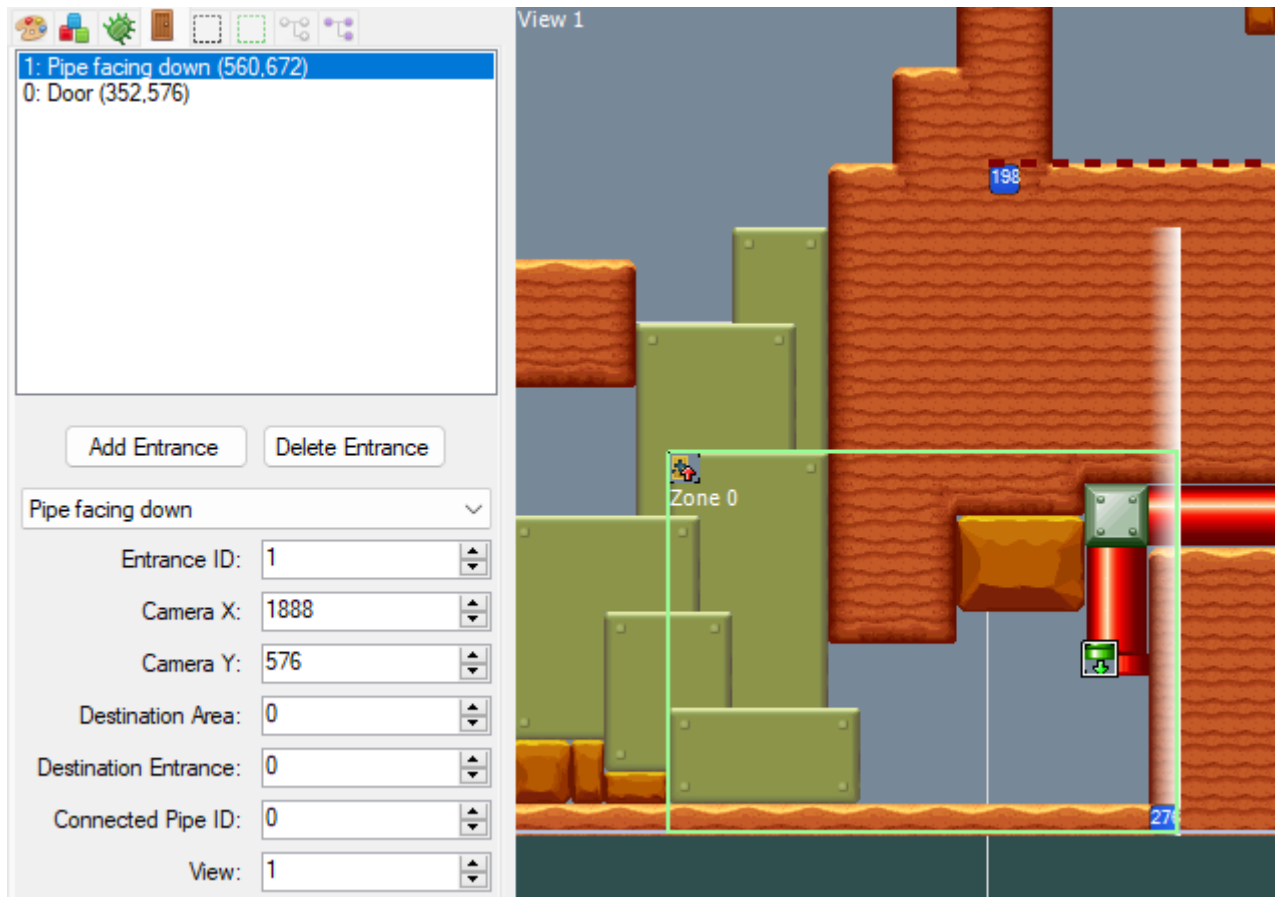 View 1
1: Pipe facing down (560,672)
0: Door (352,576)
198
Add Entrance
Delete Entrance
Zone 0
Pipe facing down
Entrance ID: 1
Camera X: 1888
Camera Y: 576
Destination Area: 0
Destination Entrance: 0
Connected Pipe ID: 0
276
View: 1